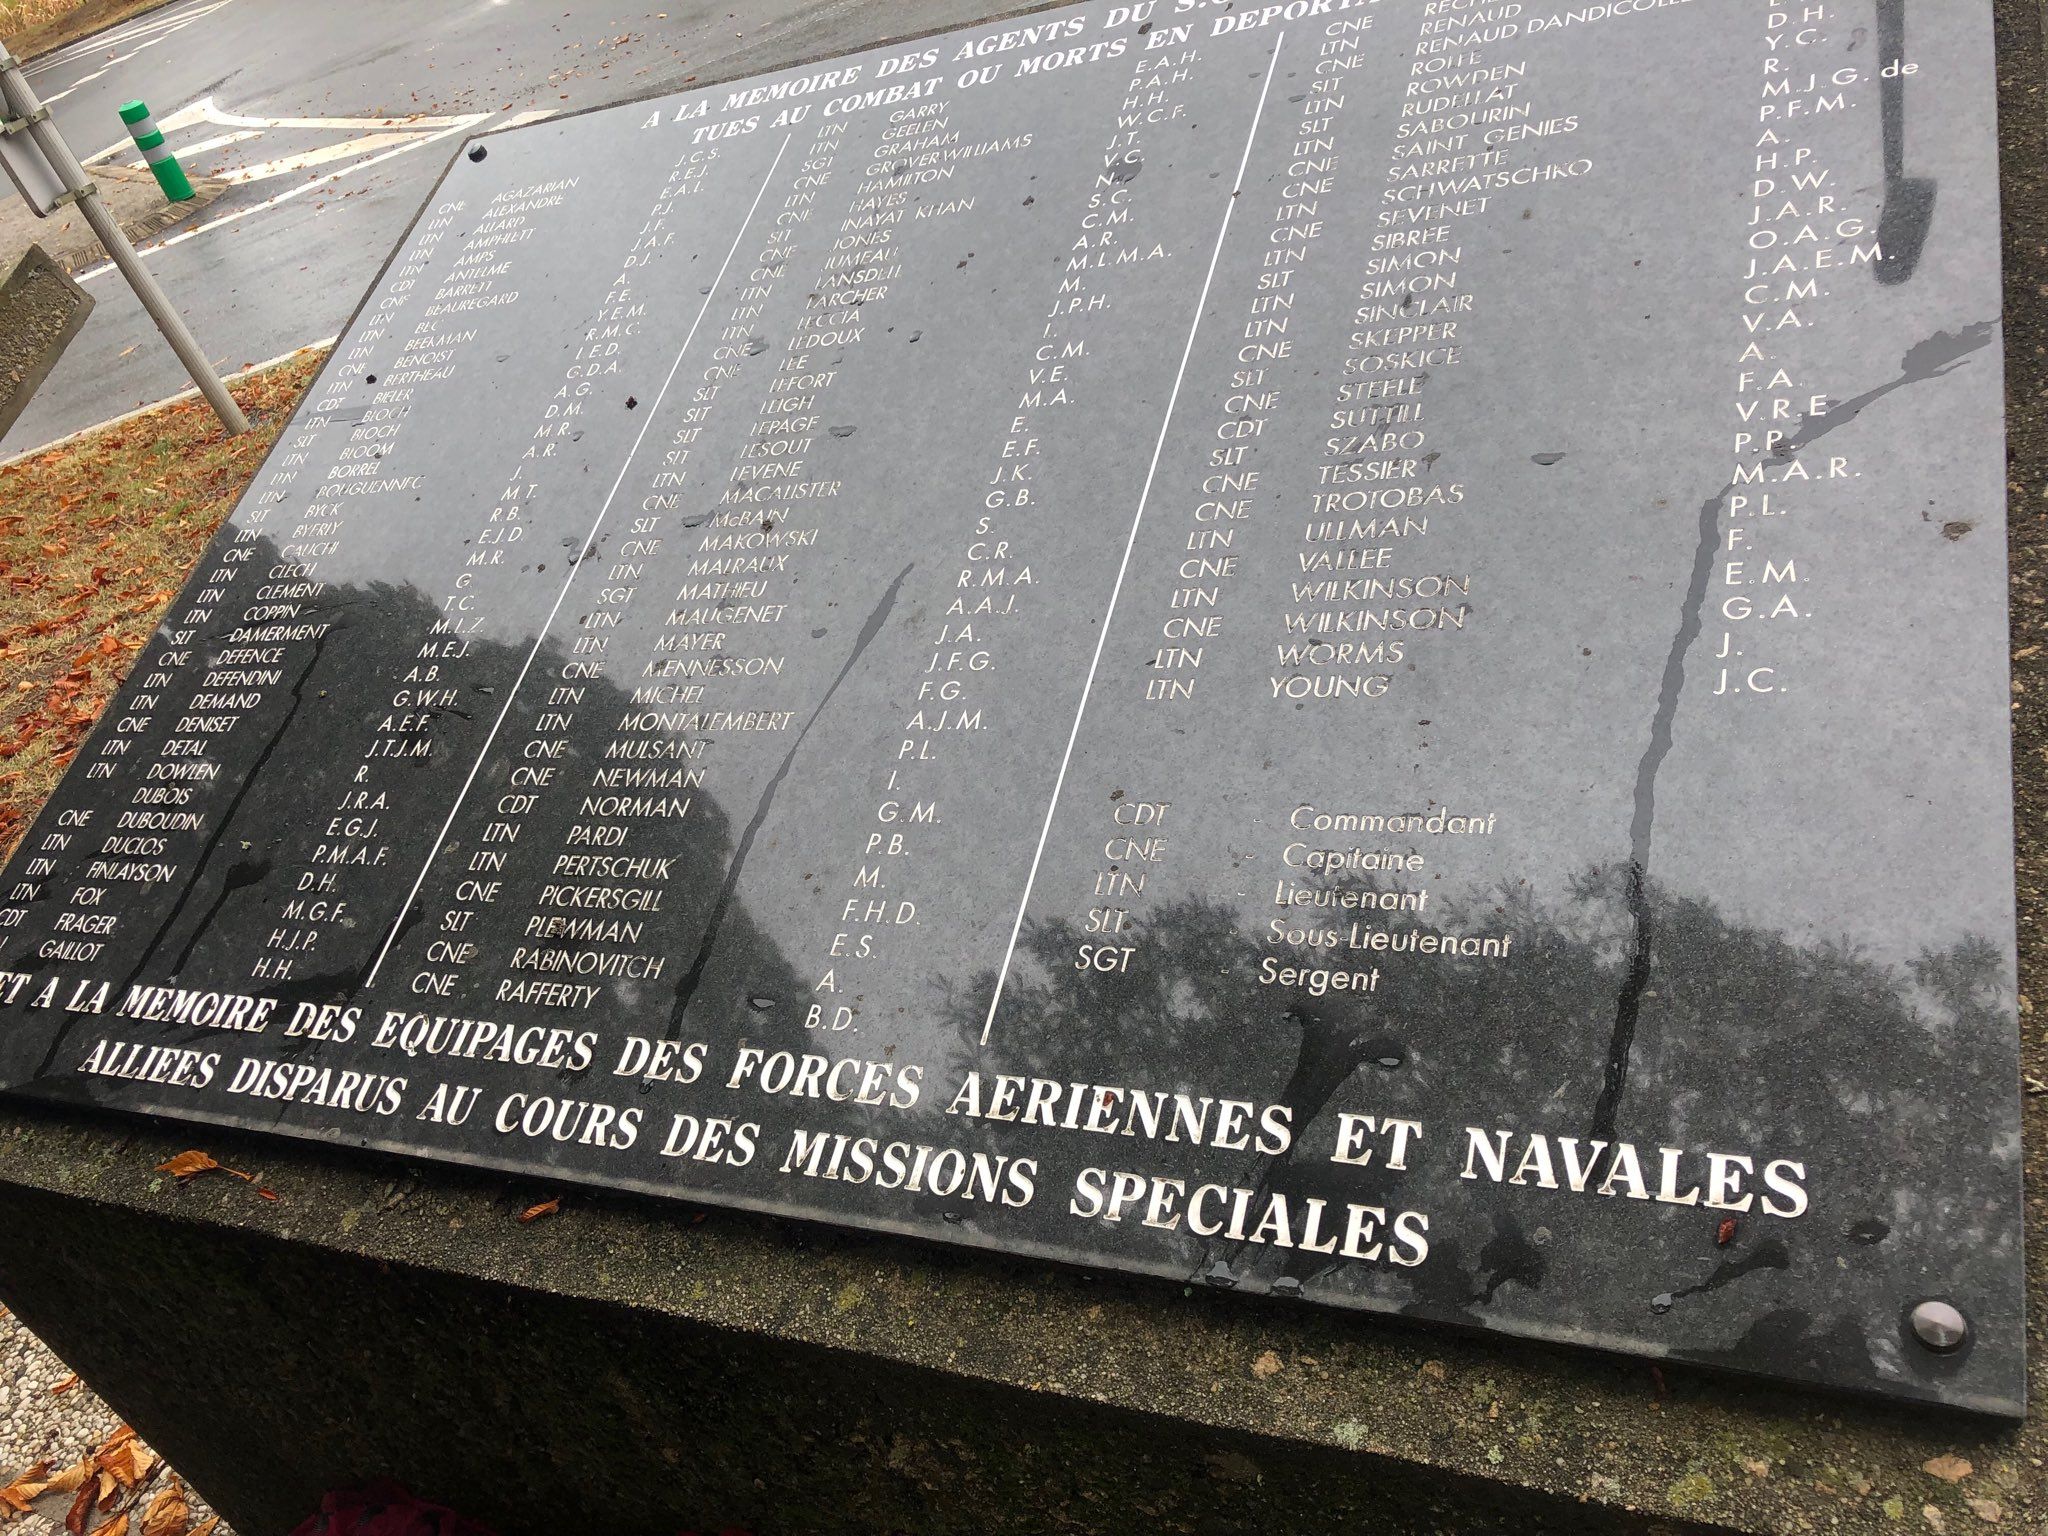 A LA MEMOIRE DES AGENTS DU S.O
TUES AU COMBAT OU MORTS EN DEPORTA
CNE AGAZARIAN J.C.S.
LTN ALEXANDRE R.E.J.
LTN ALLARD E.A.L.
LTN AMPHLETT P.J.
LTN AMPS J.F.
CDT ANTELME J.A.F.
CNE BARRETT D.J.
LTN BEAUREGARD A.
LTN BEC F.E.
LTN BEEKMAN Y.E.M.
CNE BENOIST R.M.C.
LTN BERTHEAU I.E.D.
CDT BIELER G.D.A.
LTN BLOCH A.G.
SLT BLOCH D.M.
LTN BLOOM M.R.
LTN BORREL A.R.
LTN BOUGUENNEC J.
SLT BYCK M.T.
LTN BYERLY R.B.
CNE CAUCHI E.J.D.
LTN CLECH M.R.
LTN CLEMENT G.
LTN COPPIN T.C.
SLT DAMERMENT M.L.Z.
CNE DEFENCE M.E.J.
LTN DEFENDINI A.B.
LTN DEMAND G.W.H.
CNE DENISET A.E.F.
LTN DETAL J.T.J.M.
LTN DOWLEN R.
DUBOIS J.R.A.
CNE DUBOUDIN E.G.J.
LTN DUCLOS P.M.A.F.
LTN FINLAYSON D.H.
LTN FOX M.G.F.
CDT FRAGER H.J.P.
GAILLOT H.H.
LTN GARRY E.A.H.
LTN GEELEN P.A.H.
SGT GRAHAM H.H.
CNE GROVER WILLIAMS W.C.F.
LTN HAMILTON J.T.
CNE HAYES V.C.
SLT INAYAT KHAN N.
CNE JONES S.C.
CNE JUMEAU C.M.
LTN LANSDELL A.R.
LTN LARCHER M.L.M.A.
LTN LECCIA M.
CNE LEDOUX J.P.H.
CNE LEE L.
SLT LEFORT C.M.
SLT LEIGH V.E.
SLT LEPAGE M.A.
SLT LESOUT E.
LTN LEVENE E.F.
CNE MACALISTER J.K.
SLT McBAIN G.B.
CNE MAKOWSKI S.
LTN MALRAUX C.R.
SGT MATHIEU R.M.A.
LTN MAUGENET A.A.J.
LTN MAYER J.A.
CNE MENNESSON J.F.G.
LTN MICHEL F.G.
LTN MONTALEMBERT A.J.M.
CNE MULSANT P.L.
CNE NEWMAN I.
CDT NORMAN G.M.
LTN PARDI P.B.
LTN PERTSCHUK M.
CNE PICKERSGILL F.H.D.
SLT PLEWMAN E.S.
CNE RABINOVITCH A.
CNE RAFFERTY B.D.
CNE
LTN RENAUD
CNE RENAUD DANDICOLLE
SLT ROLFE
LTN ROWDEN D.H.
SLT RUDELLAT Y.C.
LTN SABOURIN R.
CNE SAINT GENIES M.J.G. de
CNE SARRETTE P.F.M.
LTN SCHWATSCHKO A.
CNE SEVENET H.P.
LTN SIBREE D.W.
SLT SIMON J.A.R.
LTN SIMON O.A.G.
LTN SINCLAIR J.A.E.M.
CNE SKEPPER C.M.
SLT SOSKICE V.A.
CNE STEELE A.
CDT SUTTILL F.A.
SLT SZABO V.R.E
CNE TESSIER P.P.
CNE TROTOBAS M.A.R.
LTN ULLMAN P.L.
CNE VALLEE F.
LTN WILKINSON E.M.
CNE WILKINSON G.A.
LTN WORMS J.
LTN YOUNG J.C.
CDT - Commandant
CNE - Capitaine
LTN - Lieutenant
SLT - Sous-Lieutenant
SGT - Sergent
ET A LA MEMOIRE DES EQUIPAGES DES FORCES AERIENNES ET NAVALES
ALLIEES DISPARUS AU COURS DES MISSIONS SPECIALES